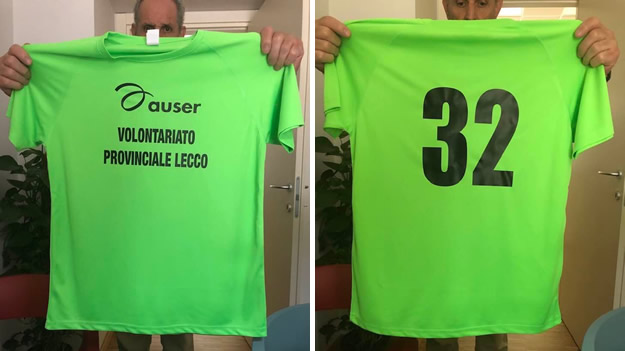 auser
VOLONTARIATO
PROVINCIALE LECCO
32